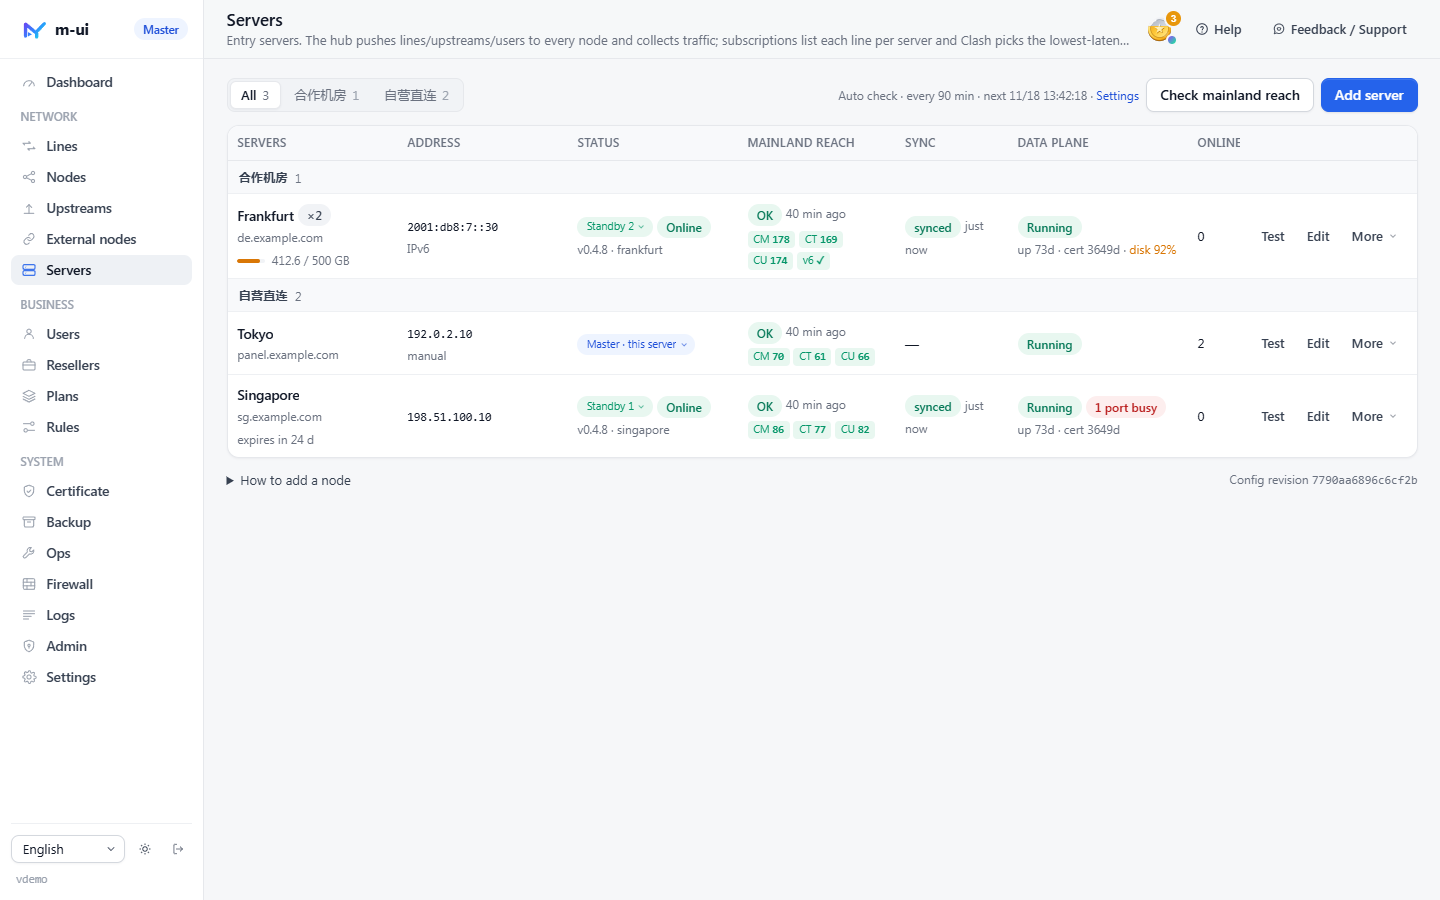 m-ui
Master
Dashboard
NETWORK
Lines
Nodes
Upstreams
External nodes
Servers
BUSINESS
Users
Resellers
Plans
Rules
SYSTEM
Certificate
Backup
Ops
Firewall
Logs
Admin
Settings
English
vdemo
Servers
Entry servers. The hub pushes lines/upstreams/users to every node and collects traffic; subscriptions list each line per server and Clash picks the lowest-laten...
3
Help
Feedback / Support
All 3
合作机房 1
自营直连 2
Auto check · every 90 min · next 11/18 13:42:18 · Settings
Check mainland reach
Add server
SERVERS ADDRESS STATUS MAINLAND REACH SYNC DATA PLANE ONLINE
合作机房 1
Frankfurt ×2
de.example.com
412.6 / 500 GB
2001:db8:7::30
IPv6
Standby 2 Online
v0.4.8 · frankfurt
OK 40 min ago
CM 178 CT 169
CU 174 v6 ✓
synced just
now
Running
up 73d · cert 3649d · disk 92%
0
Test Edit More
自营直连 2
Tokyo
panel.example.com
192.0.2.10
manual
Master · this server
OK 40 min ago
CM 70 CT 61 CU 66
—
Running
2
Test Edit More
Singapore
sg.example.com
expires in 24 d
198.51.100.10
Standby 1 Online
v0.4.8 · singapore
OK 40 min ago
CM 86 CT 77 CU 82
synced just
now
Running 1 port busy
up 73d · cert 3649d
0
Test Edit More
How to add a node
Config revision 7790aa6896c6cf2b